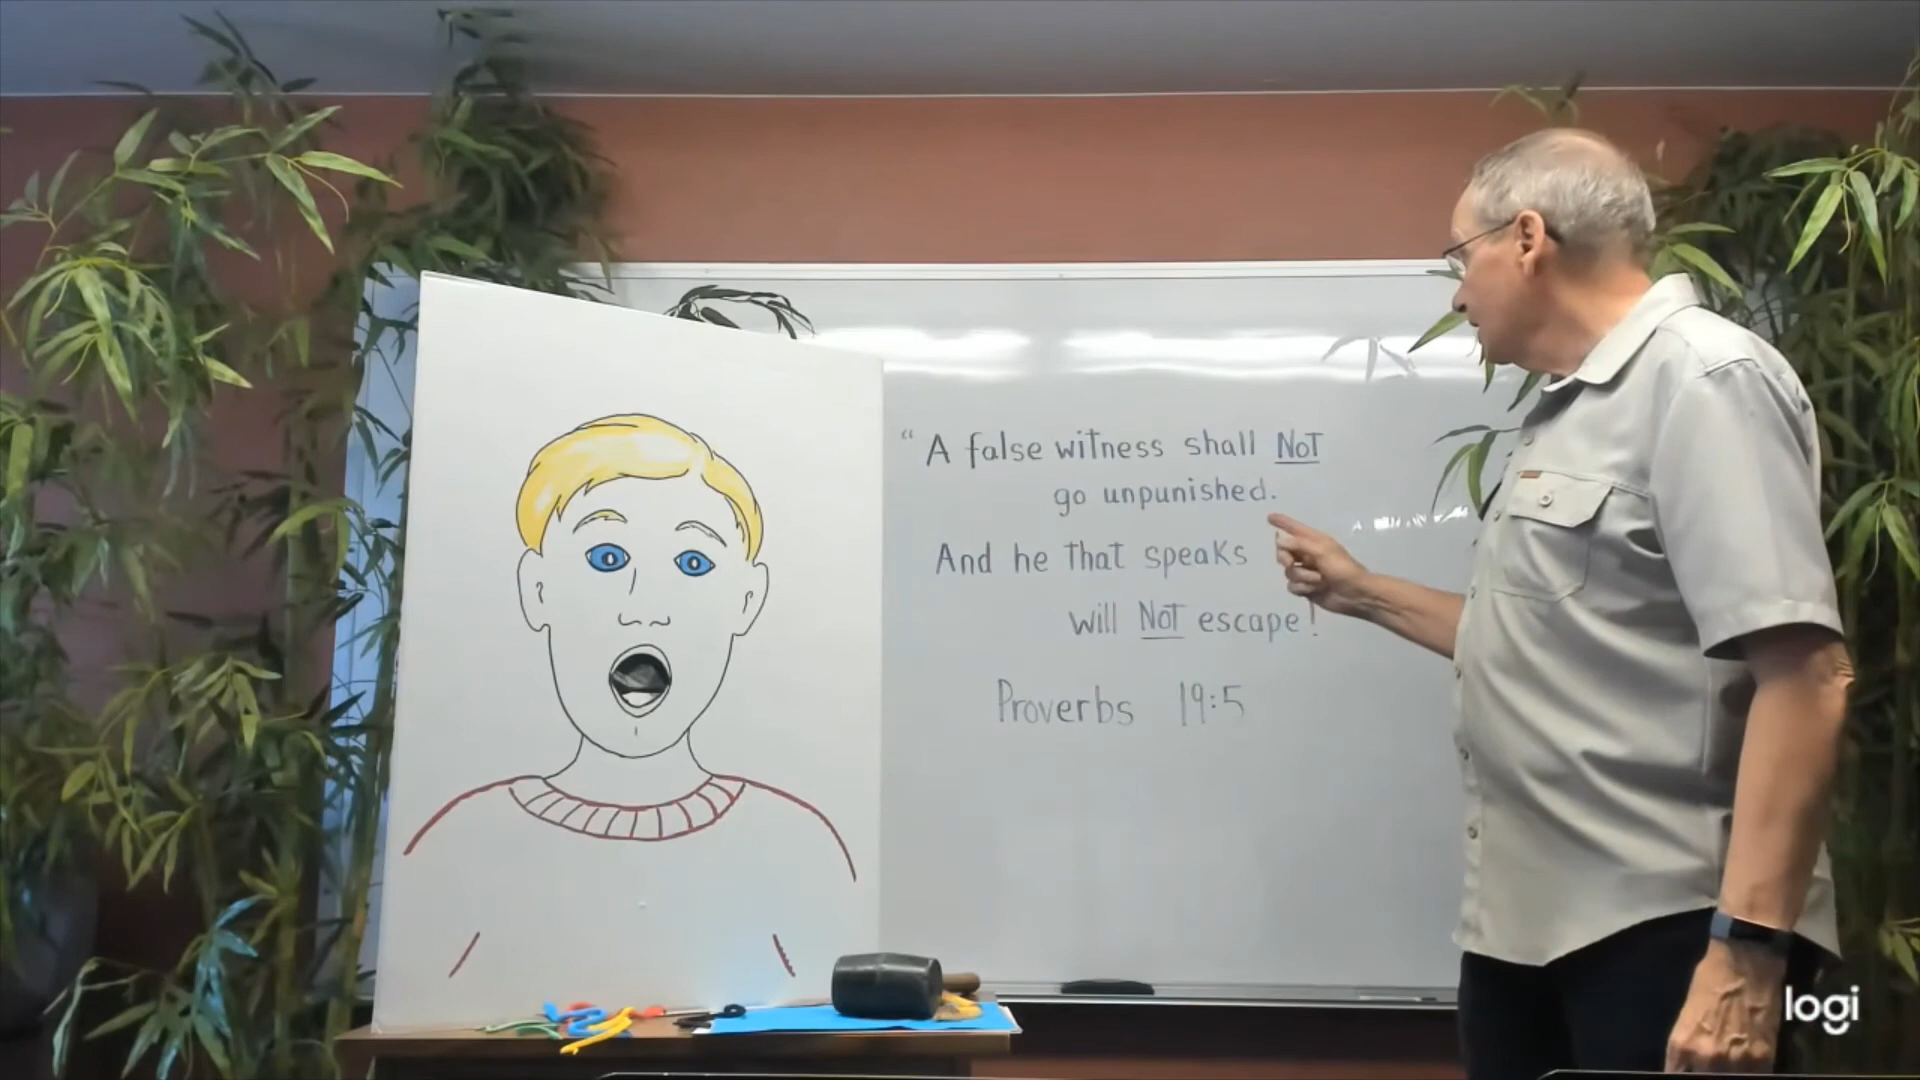 “ A false witness shall NOT
go unpunished.
And he that speaks
will NOT escape!
Proverbs 19:5
logi